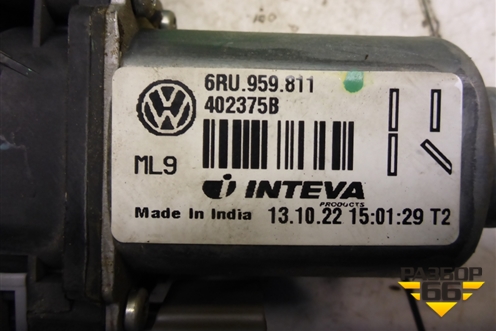 6RU.959.811
402375B
ML9
INTEVA
PRODUCTS
Made In India 13.10.22 15:01:29 T2
РАЗБОР
66